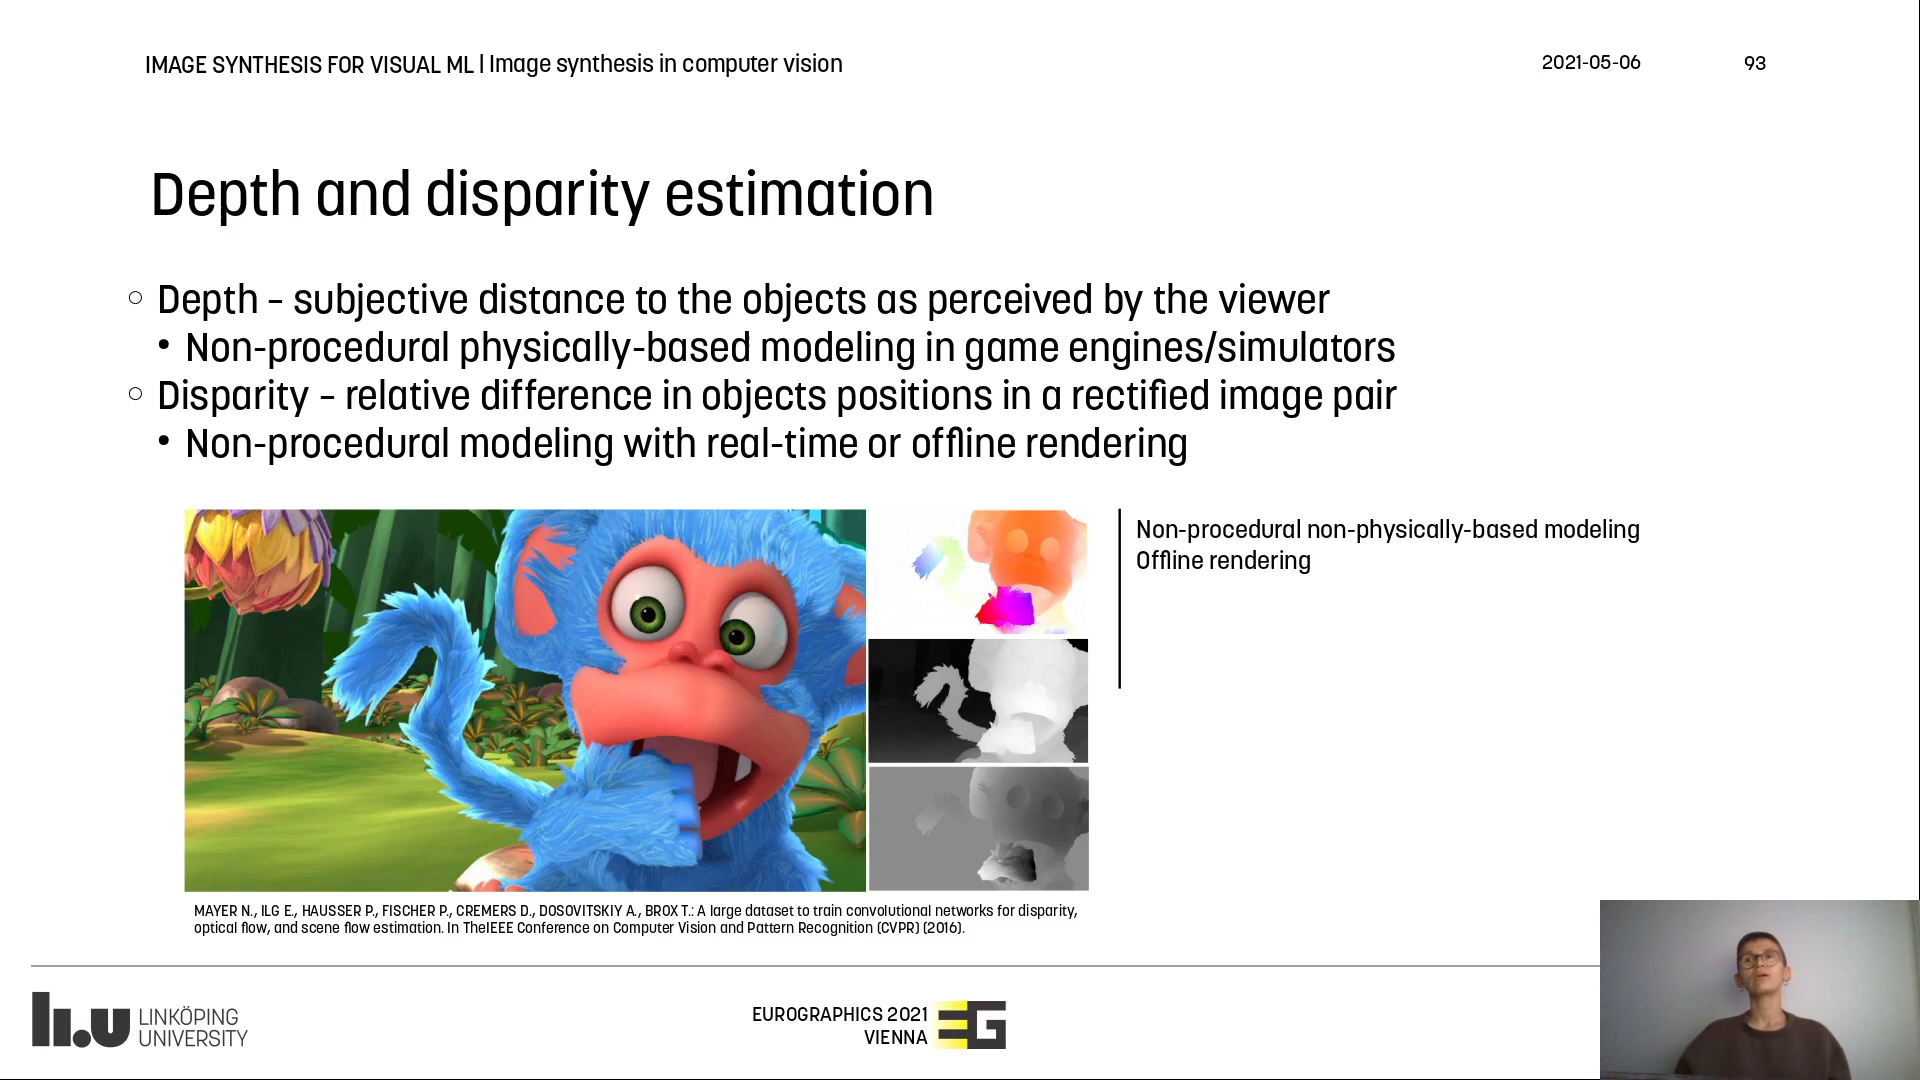 IMAGE SYNTHESIS FOR VISUAL ML | Image synthesis in computer vision
2021-05-06
93
Depth and disparity estimation
○ Depth – subjective distance to the objects as perceived by the viewer
• Non-procedural physically-based modeling in game engines/simulators
○ Disparity – relative difference in objects positions in a rectified image pair
• Non-procedural modeling with real-time or offline rendering
Non-procedural non-physically-based modeling
Offline rendering
MAYER N., ILG E., HAUSSER P., FISCHER P., CREMERS D., DOSOVITSKIY A., BROX T.: A large dataset to train convolutional networks for disparity,
optical flow, and scene flow estimation. In TheIEEE Conference on Computer Vision and Pattern Recognition (CVPR) (2016).
li.u LINKÖPING
UNIVERSITY
EUROGRAPHICS 2021
VIENNA
EG